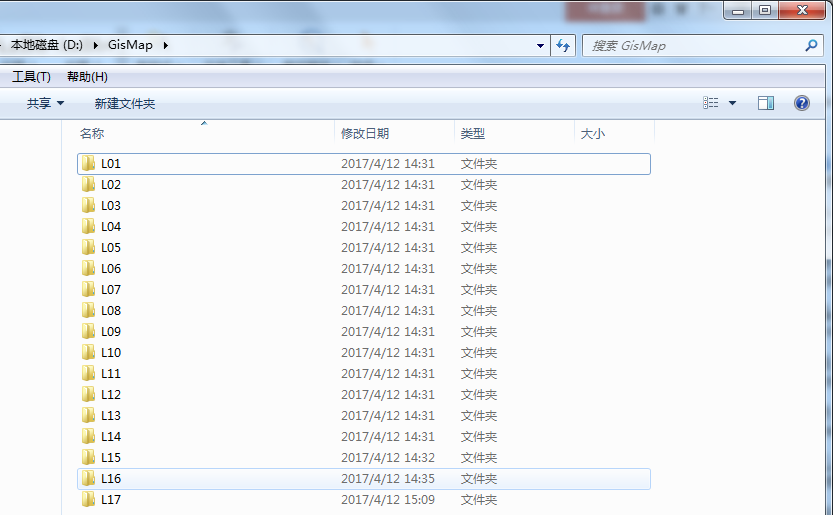 本地磁盘 (D:) GisMap 搜索 GisMap
工具(T) 帮助(H)
共享 新建文件夹
名称 修改日期 类型 大小
L01 2017/4/12 14:31 文件夹
L02 2017/4/12 14:31 文件夹
L03 2017/4/12 14:31 文件夹
L04 2017/4/12 14:31 文件夹
L05 2017/4/12 14:31 文件夹
L06 2017/4/12 14:31 文件夹
L07 2017/4/12 14:31 文件夹
L08 2017/4/12 14:31 文件夹
L09 2017/4/12 14:31 文件夹
L10 2017/4/12 14:31 文件夹
L11 2017/4/12 14:31 文件夹
L12 2017/4/12 14:31 文件夹
L13 2017/4/12 14:31 文件夹
L14 2017/4/12 14:31 文件夹
L15 2017/4/12 14:32 文件夹
L16 2017/4/12 14:35 文件夹
L17 2017/4/12 15:09 文件夹